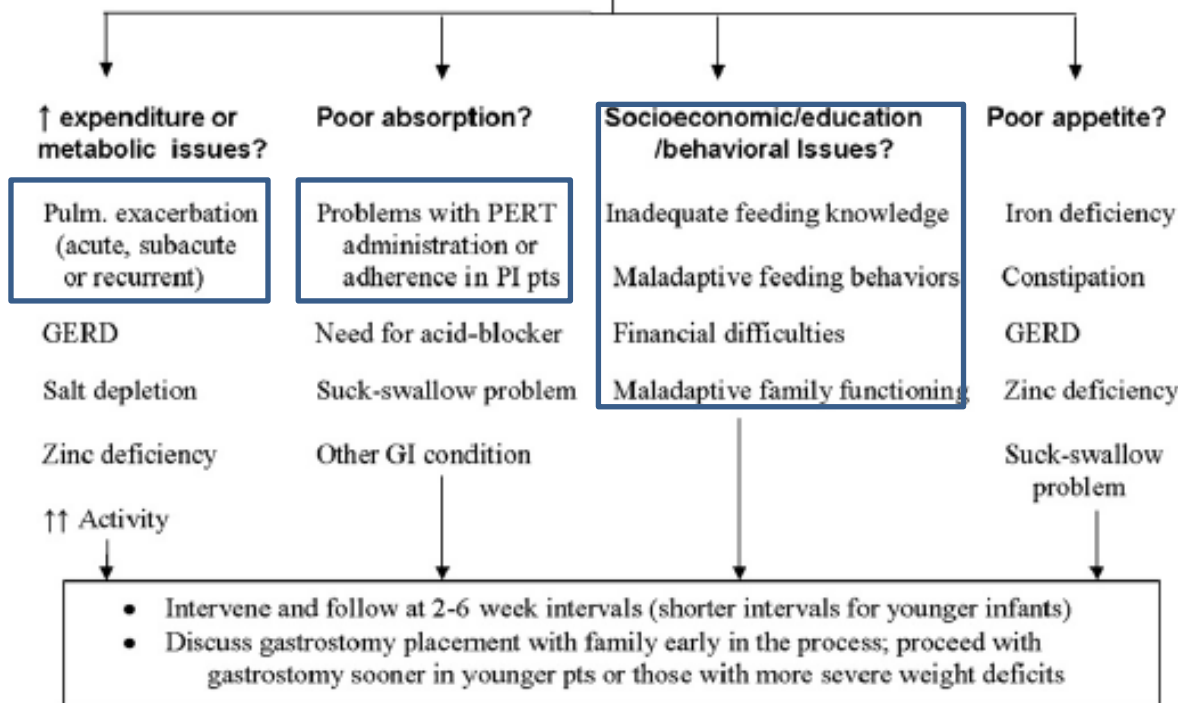 ↑ expenditure or
metabolic issues?
Pulm. exacerbation
(acute, subacute
or recurrent)
GERD
Salt depletion
Zinc deficiency
↑↑ Activity
Poor absorption?
Problems with PERT
administration or
adherence in PI pts
Need for acid-blocker
Suck-swallow problem
Other GI condition
Socioeconomic/education
/behavioral Issues?
Inadequate feeding knowledge
Maladaptive feeding behaviors
Financial difficulties
Maladaptive family functioning
Poor appetite?
Iron deficiency
Constipation
GERD
Zinc deficiency
Suck-swallow
problem
• Intervene and follow at 2-6 week intervals (shorter intervals for younger infants)
• Discuss gastrostomy placement with family early in the process; proceed with
gastrostomy sooner in younger pts or those with more severe weight deficits